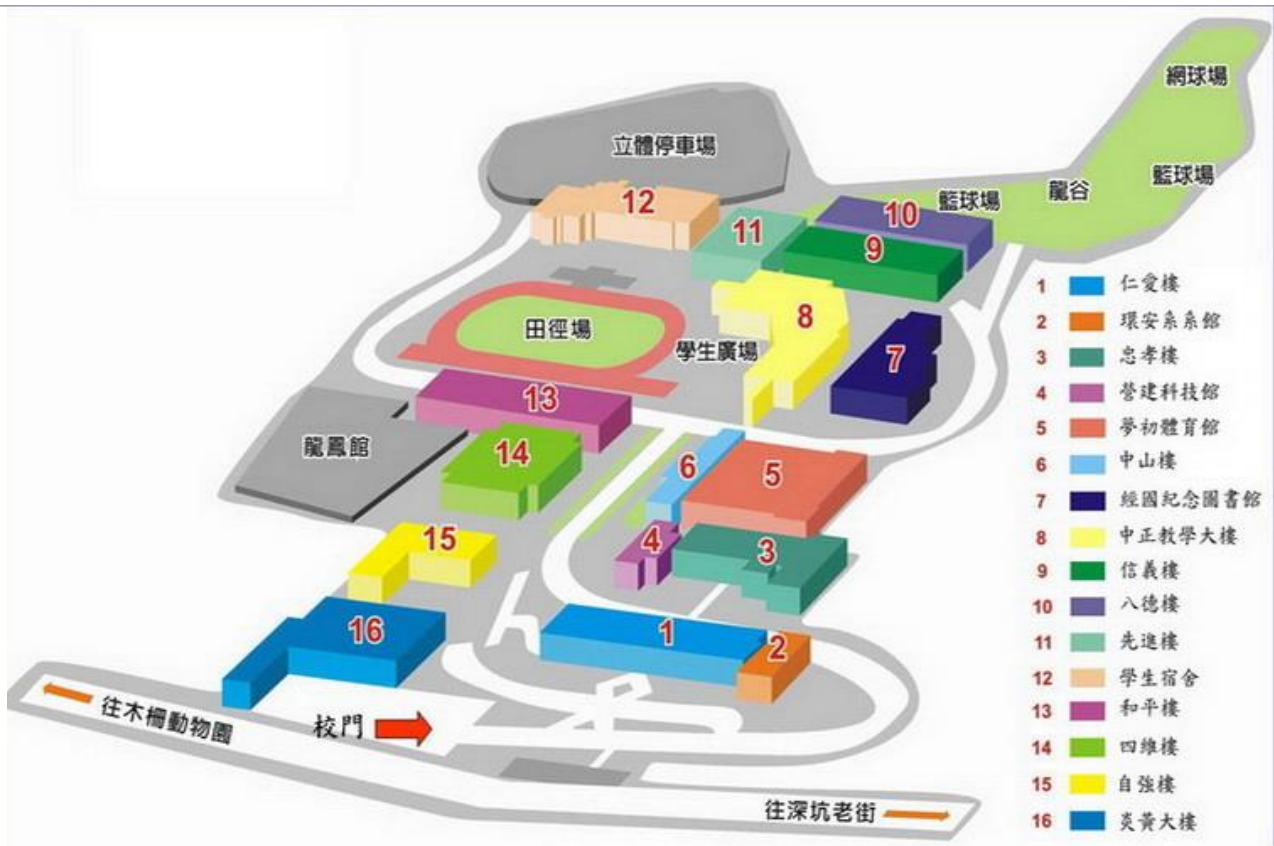 網球場
籃球場
龍谷
籃球場
立體停車場
12
11
10
9
田徑場
學生廣場
8
7
13
龍鳳館
14
6
5
15
4
3
16
1
2
校門
往木柵動物園
往深坑老街
1 仁愛樓
2 環安系系館
3 忠孝樓
4 營建科技館
5 夢初體育館
6 中山樓
7 經國紀念圖書館
8 中正教學大樓
9 信義樓
10 八德樓
11 先進樓
12 學生宿舍
13 和平樓
14 四維樓
15 自強樓
16 炎黃大樓